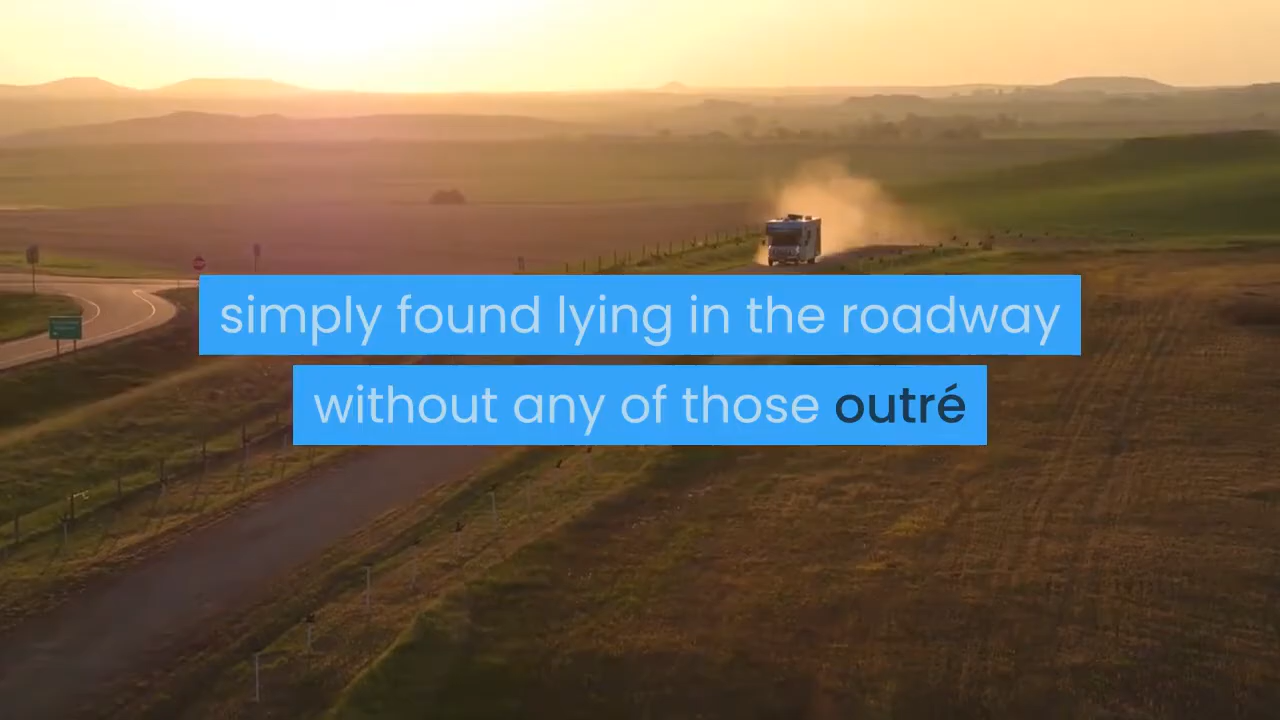 simply found lying in the roadway
without any of those outré